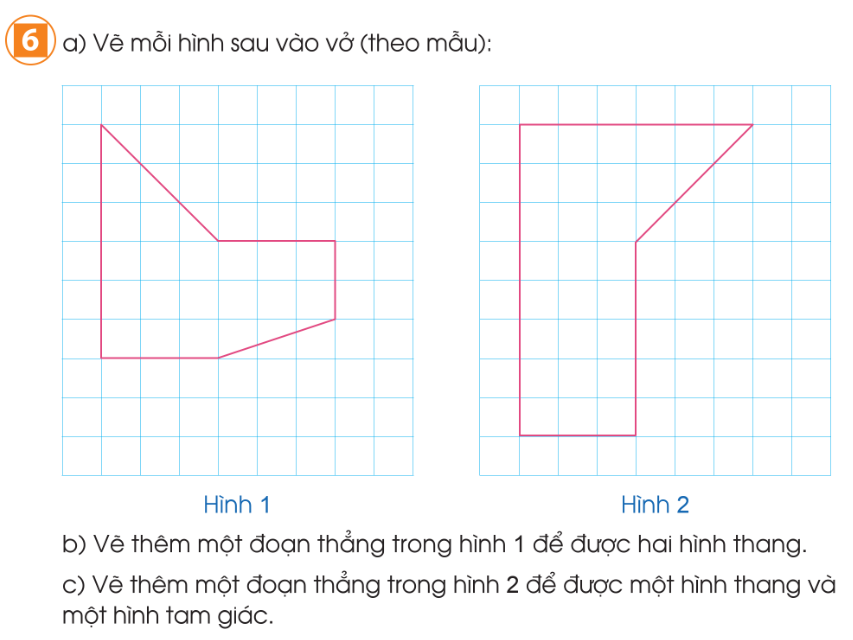 6 a) Vẽ mỗi hình sau vào vở (theo mẫu):
Hình 1 Hình 2
b) Vẽ thêm một đoạn thẳng trong hình 1 để được hai hình thang.
c) Vẽ thêm một đoạn thẳng trong hình 2 để được một hình thang và
một hình tam giác.